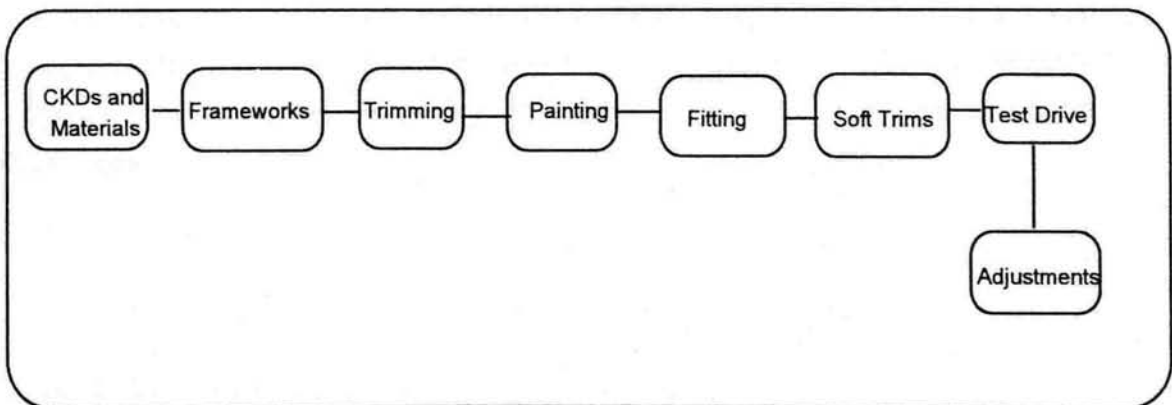 CKDs and
Materials
Frameworks
Trimming
Painting
Fitting
Soft Trims
Test Drive
Adjustments